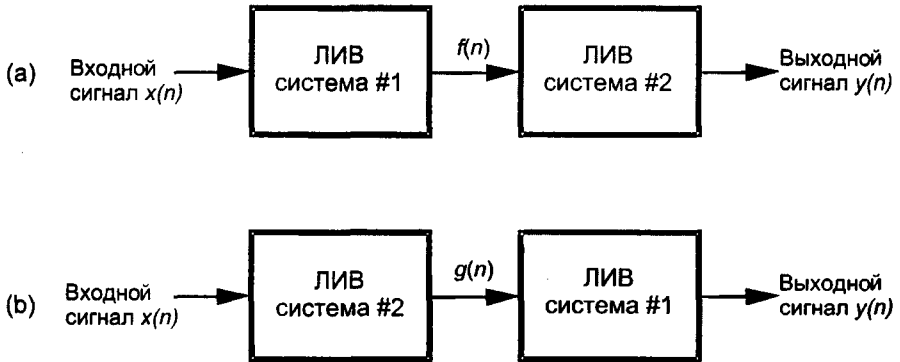 (a)
Входной
сигнал x(n)
ЛИВ
система #1
f(n)
ЛИВ
система #2
Выходной
сигнал y(n)
(b)
Входной
сигнал x(n)
ЛИВ
система #2
g(n)
ЛИВ
система #1
Выходной
сигнал y(n)